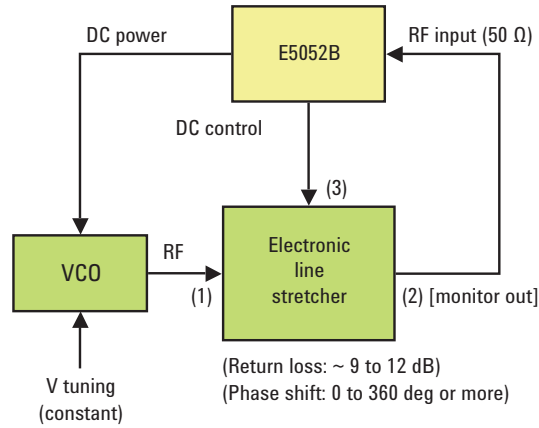 DC power
E5052B
RF input (50 Ω)
DC control
(3)
VCO
RF
(1)
Electronic
line
stretcher
(2) [monitor out]
V tuning
(constant)
(Return loss: ~ 9 to 12 dB)
(Phase shift: 0 to 360 deg or more)